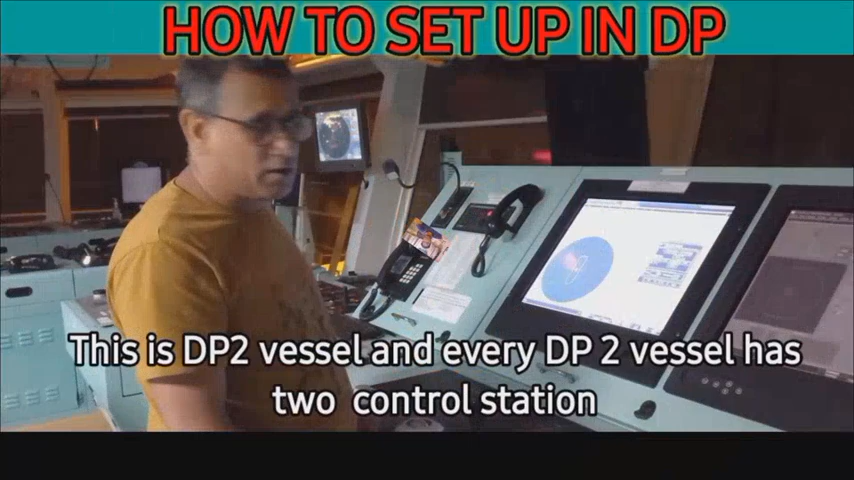 HOW TO SET UP IN DP
This is DP2 vessel and every DP 2 vessel has
two control station